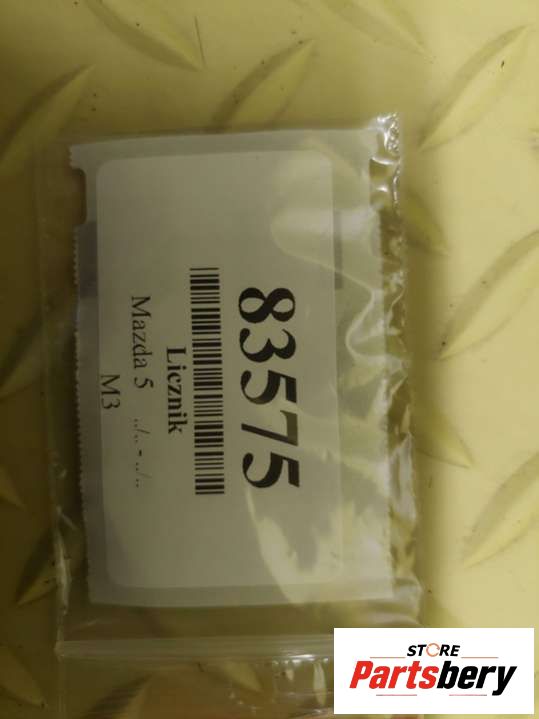 83575
Licznik
Mazda 5 ../.. - ../..
M3
STORE
Partsbery